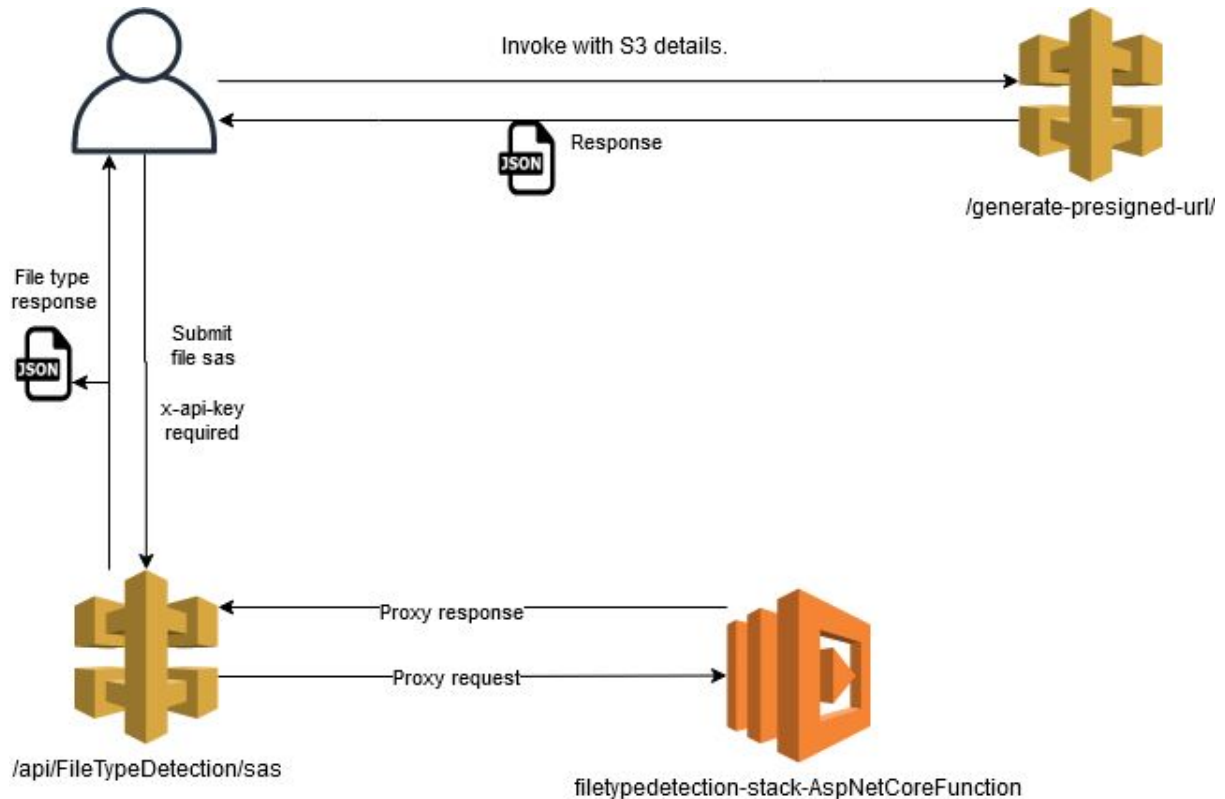 Invoke with S3 details.
JSON
Response
/generate-presigned-url/
File type
response
JSON
Submit
file sas
x-api-key
required
Proxy response
Proxy request
/api/FileTypeDetection/sas
filetypedetection-stack-AspNetCoreFunction